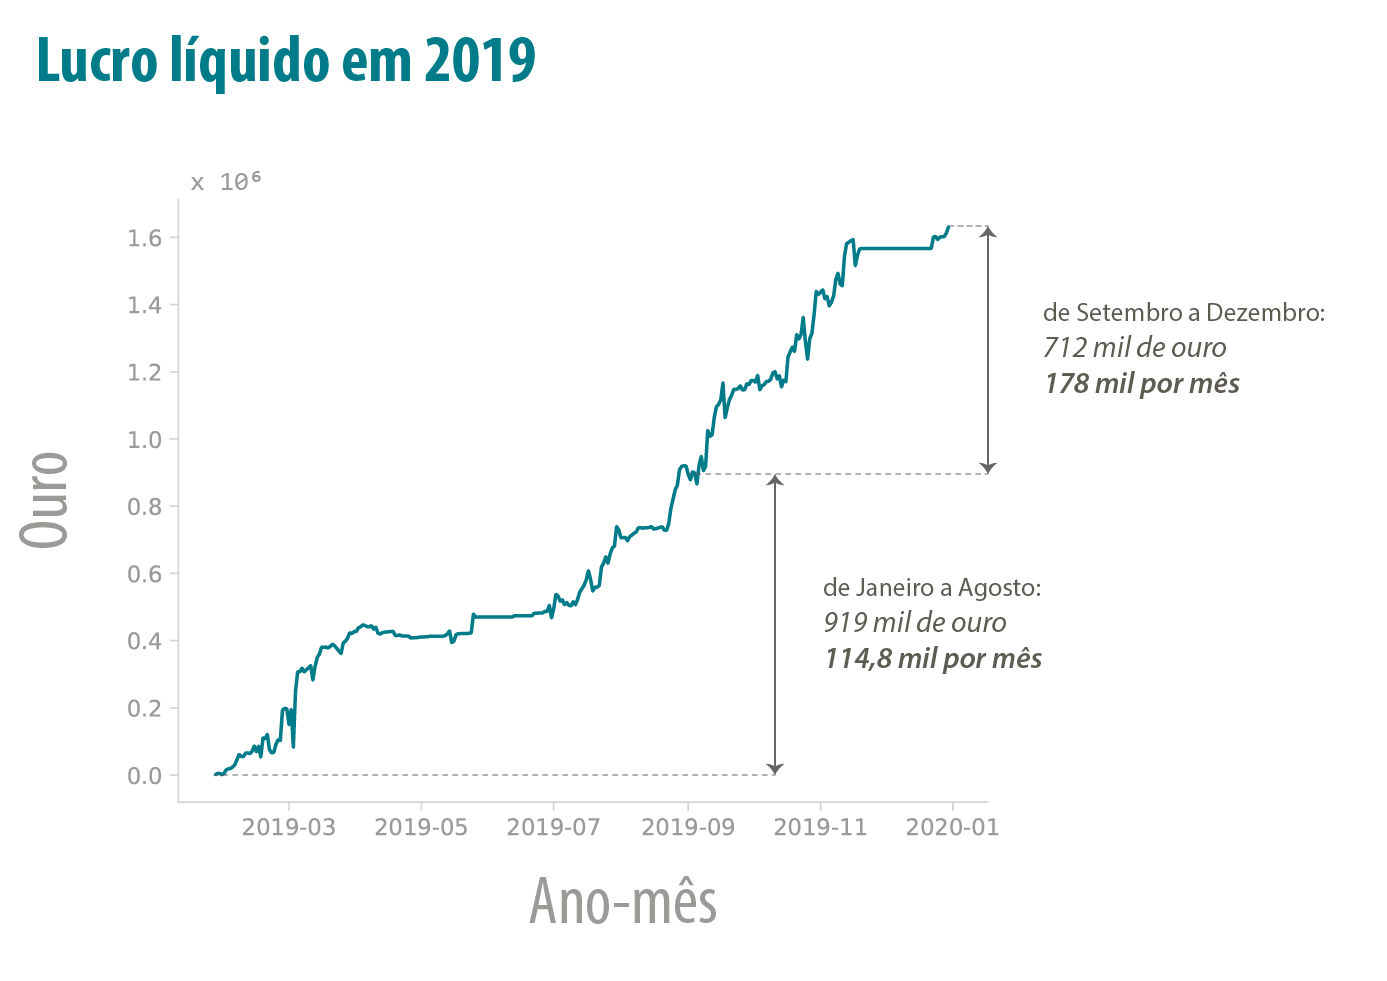 Lucro líquido em 2019
x 10⁶
1.6
1.4
1.2
1.0
0.8
0.6
0.4
0.2
0.0
Ouro
de Setembro a Dezembro:
712 mil de ouro
178 mil por mês
de Janeiro a Agosto:
919 mil de ouro
114,8 mil por mês
2019-03 2019-05 2019-07 2019-09 2019-11 2020-01
Ano-mês